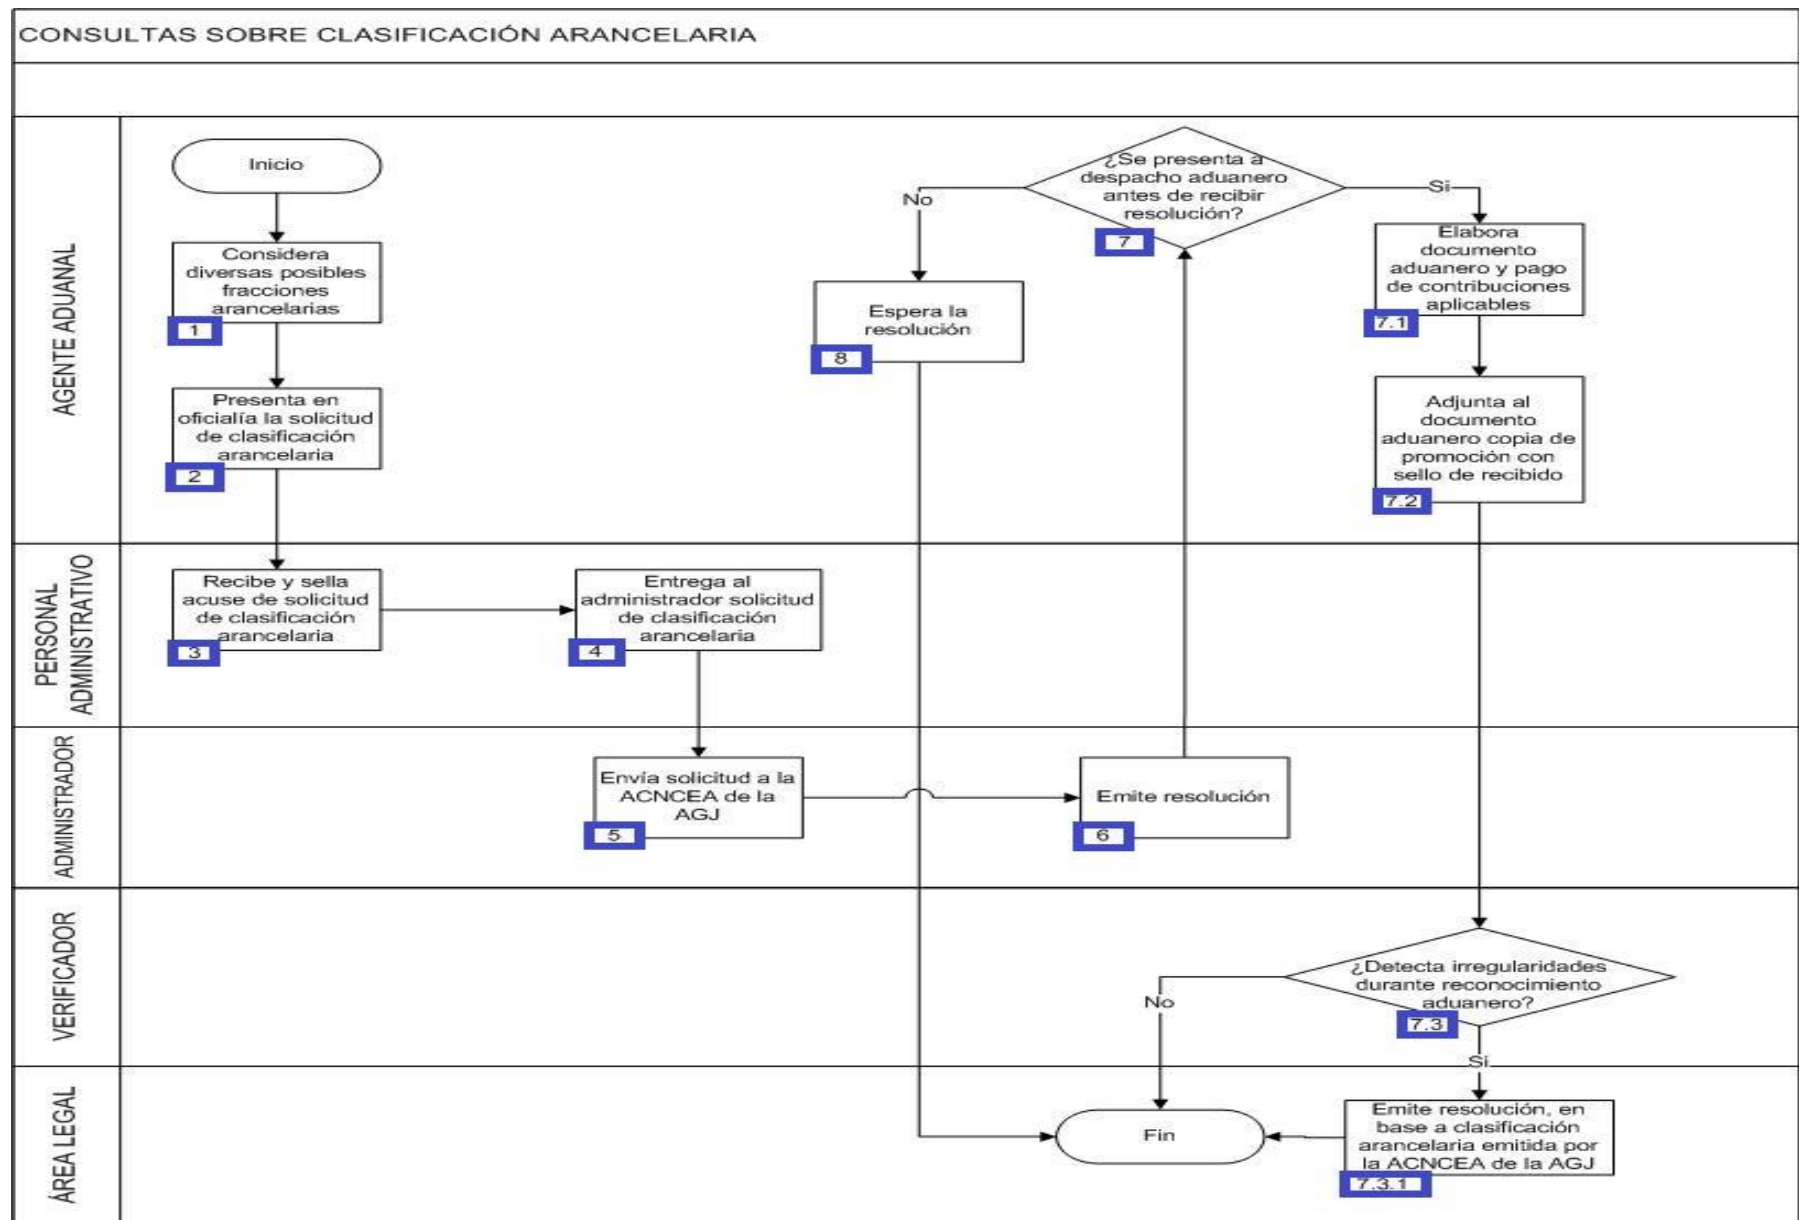 CONSULTAS SOBRE CLASIFICACIÓN ARANCELARIA
AGENTE ADUANAL
Inicio
Considera
diversas posibles
fracciones
arancelarias
1
Presenta en
oficialía la solicitud
de clasificación
arancelaria
2
¿Se presenta a
despacho aduanero
antes de recibir
resolución?
7
No
Si
Espera la
resolución
8
Elabora
documento
aduanero y pago
de contribuciones
aplicables
7.1
Adjunta al
documento
aduanero copia de
promoción con
sello de recibido
7.2
PERSONAL
ADMINISTRATIVO
Recibe y sella
acuse de solicitud
de clasificación
arancelaria
3
Entrega al
administrador solicitud
de clasificación
arancelaria
4
ADMINISTRADOR
Envía solicitud a la
ACNCEA de la
AGJ
5
Emite resolución
6
VERIFICADOR
¿Detecta irregularidades
durante reconocimiento
aduanero?
7.3
No
Si
ÁREA LEGAL
Fin
Emite resolución, en
base a clasificación
arancelaria emitida por
la ACNCEA de la AGJ
7.3.1